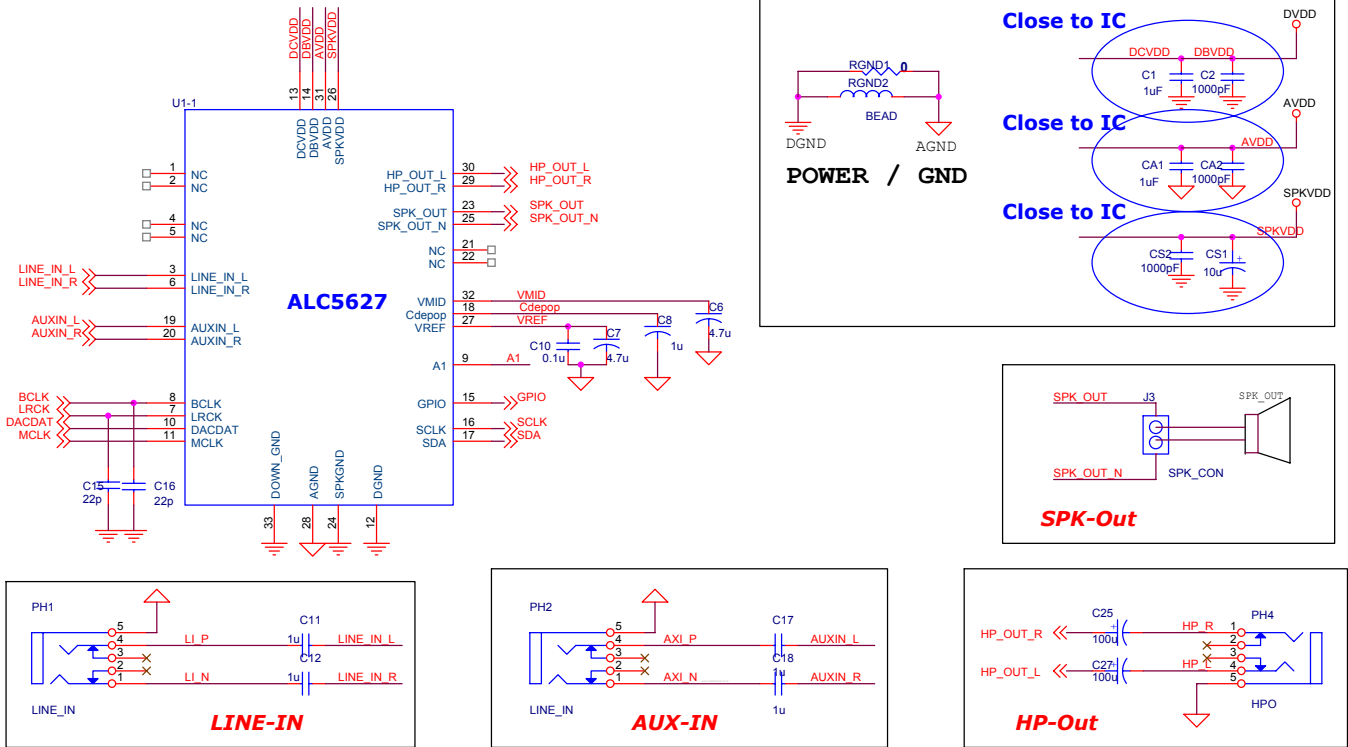 DCVDD
DBVDD
AVDD
SPKVDD
13
14
31
26
U1-1
DCVDD
DBVDD
AVDD
SPKVDD
1 NC
2 NC
4 NC
5 NC
LINE_IN_L 3 LINE_IN_L
LINE_IN_R 6 LINE_IN_R
AUXIN_L 19 AUXIN_L
AUXIN_R 20 AUXIN_R
BCLK 8 BCLK
LRCK 7 LRCK
DACDAT 10 DACDAT
MCLK 11 MCLK
ALC5627
HP_OUT_L 30 HP_OUT_L
HP_OUT_R 29 HP_OUT_R
SPK_OUT 23 SPK_OUT
SPK_OUT_N 25 SPK_OUT_N
NC 21
NC 22
VMID 32 VMID
Cdepop 18 Cdepop
VREF 27 VREF
A1 9 A1
GPIO 15 GPIO
SCLK 16 SCLK
SDA 17 SDA
C10
0.1u
C7
4.7u
C8
1u
C6
4.7u
C15
22p
C16
22p
DOWN_GND
AGND
SPKGND
DGND
33
28
24
12
RGND1 0
RGND2
BEAD
DGND
AGND
POWER / GND
Close to IC
DVDD
DCVDD DBVDD
C1
1uF
C2
1000pF
Close to IC
AVDD
AVDD
CA1
1uF
CA2
1000pF
Close to IC
SPKVDD
SPKVDD
CS2
1000pF
CS1
+
10u
SPK_OUT
J3
SPK_OUT
SPK_OUT_N
SPK_CON
SPK-Out
PH1
5
4
3
2
1
LI_P
C11
1u
LINE_IN_L
C12
LI_N
1u
LINE_IN_R
LINE_IN
LINE-IN
PH2
5
4
3
2
1
AXI_P
C17
AUXIN_L
C18
1u
AXI_N
AUXIN_R
1u
LINE_IN
AUX-IN
C25
+
100u
HP_OUT_R
HP_R
C27
+
100u
HP_OUT_L
HP_L
PH4
1
2
3
4
5
HPO
HP-Out